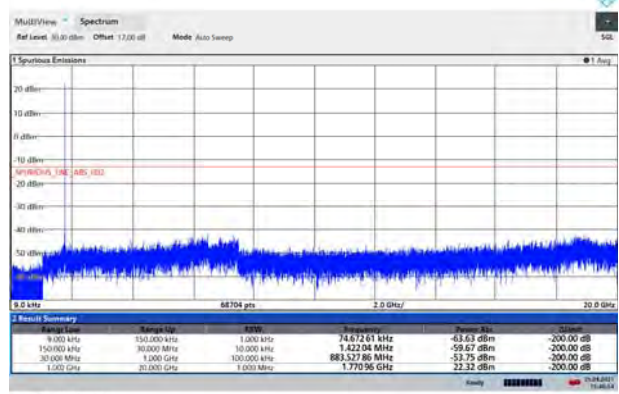 MultiView Spectrum
Ref Level 30.00 dBm Offset 17.00 dB Mode Auto Sweep
SGL
1 Spurious Emissions 1 Avg
20 dBm
10 dBm
0 dBm
-10 dBm
-20 dBm
-30 dBm
-50 dBm
9.0 kHz 68704 pts 2.0 GHz/ 20.0 GHz
2 Result Summary
Range Low Range Up RBW Frequency Power Abs ΔLimit
9.000 kHz 150.000 kHz 1.000 kHz 74.67261 kHz -63.63 dBm -200.00 dB
150.000 kHz 30.000 MHz 10.000 kHz 1.42204 MHz -59.67 dBm -200.00 dB
30.000 MHz 1.000 GHz 100.000 kHz 883.52786 MHz -53.75 dBm -200.00 dB
1.000 GHz 20.000 GHz 1.000 MHz 1.77096 GHz 22.32 dBm -200.00 dB
Ready